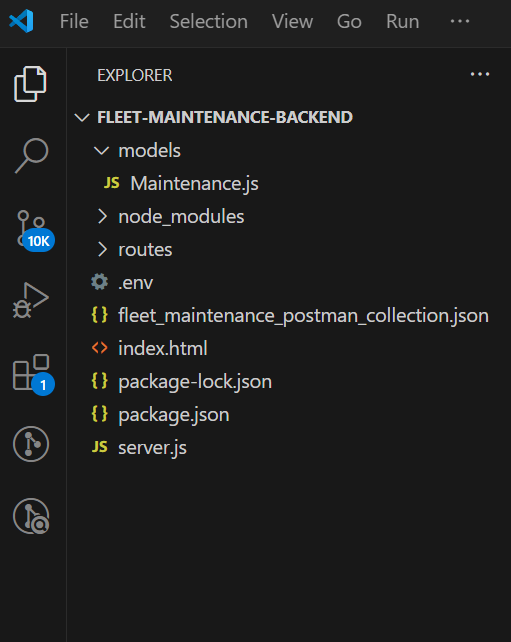 File Edit Selection View Go Run ···
EXPLORER ···
FLEET-MAINTENANCE-BACKEND
models
JS Maintenance.js
node_modules
10K
routes
.env
{} fleet_maintenance_postman_collection.json
<> index.html
{} package-lock.json
1
{} package.json
JS server.js